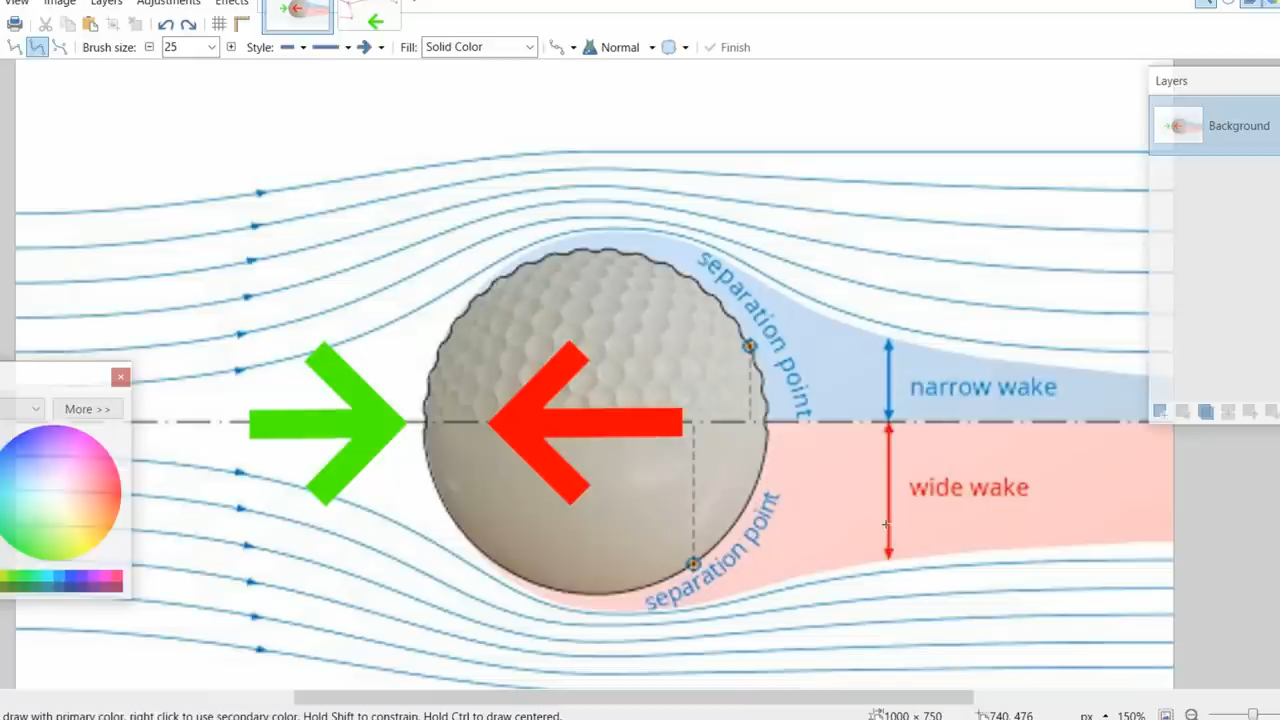 View Image Layers Adjustments Effects
Brush size: 25 Style: Fill: Solid Color Normal Finish
Layers
Background
separation point
narrow wake
More >>
wide wake
separation point
draw with primary color, right click to use secondary color. Hold Shift to constrain. Hold Ctrl to draw centered.
1000 × 750 740, 476 px 150%